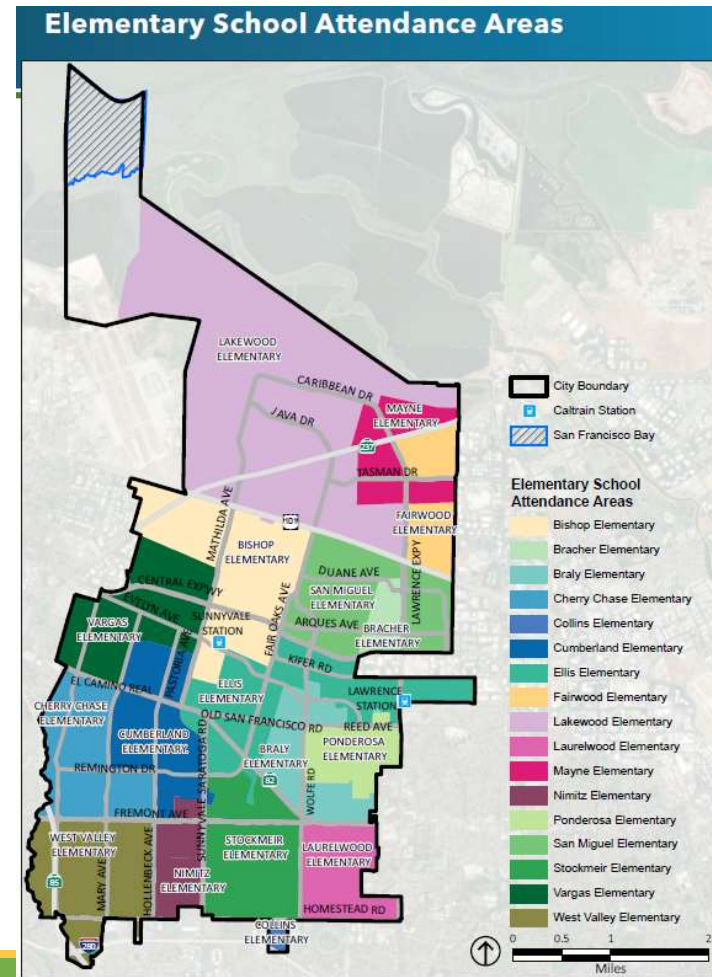 Elementary School Attendance Areas
LAKEWOOD
ELEMENTARY
CARIBBEAN DR
MAYNE
ELEMENTARY
JAVA DR
237
TASMAN DR
MATHILDA AVE
101
FAIRWOOD
ELEMENTARY
BISHOP
ELEMENTARY
LAWRENCE EXPY
DUANE AVE
CENTRAL EXPWY
SAN MIGUEL
ELEMENTARY
EVELYN AVE
SUNNYVALE
STATION
FAIR OAKS AVE
ARQUES AVE
VARGAS
ELEMENTARY
BRACHER
ELEMENTARY
PASTORIA AVE
KIFER RD
EL CAMINO REAL
ELLIS
ELEMENTARY
LAWRENCE
STATION
CHERRY CHASE
ELEMENTARY
OLD SAN FRANCISCO RD
REED AVE
CUMBERLAND
ELEMENTARY
PONDEROSA
ELEMENTARY
BRALY
ELEMENTARY
REMINGTON DR
82
SUNNYVALE SARATOGA RD
WOLFE RD
FREMONT AVE
WEST VALLEY
ELEMENTARY
STOCKMEIR
ELEMENTARY
LAURELWOOD
ELEMENTARY
MARY AVE
HOLLENBECK AVE
NIMITZ
ELEMENTARY
85
HOMESTEAD RD
COLLINS
ELEMENTARY
280
City Boundary
Caltrain Station
San Francisco Bay
Elementary School
Attendance Areas
Bishop Elementary
Bracher Elementary
Braly Elementary
Cherry Chase Elementary
Collins Elementary
Cumberland Elementary
Ellis Elementary
Fairwood Elementary
Lakewood Elementary
Laurelwood Elementary
Mayne Elementary
Nimitz Elementary
Ponderosa Elementary
San Miguel Elementary
Stockmeir Elementary
Vargas Elementary
West Valley Elementary
0 0.5 1 2
Miles